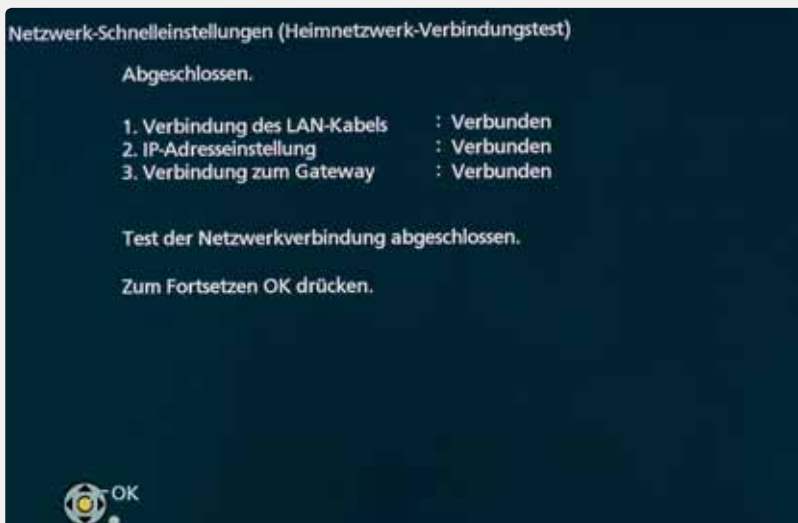 Netzwerk-Schnelleinstellungen (Heimnetzwerk-Verbindungstest)
Abgeschlossen.
1. Verbindung des LAN-Kabels : Verbunden
2. IP-Adresseinstellung : Verbunden
3. Verbindung zum Gateway : Verbunden
Test der Netzwerkverbindung abgeschlossen.
Zum Fortsetzen OK drücken.
OK